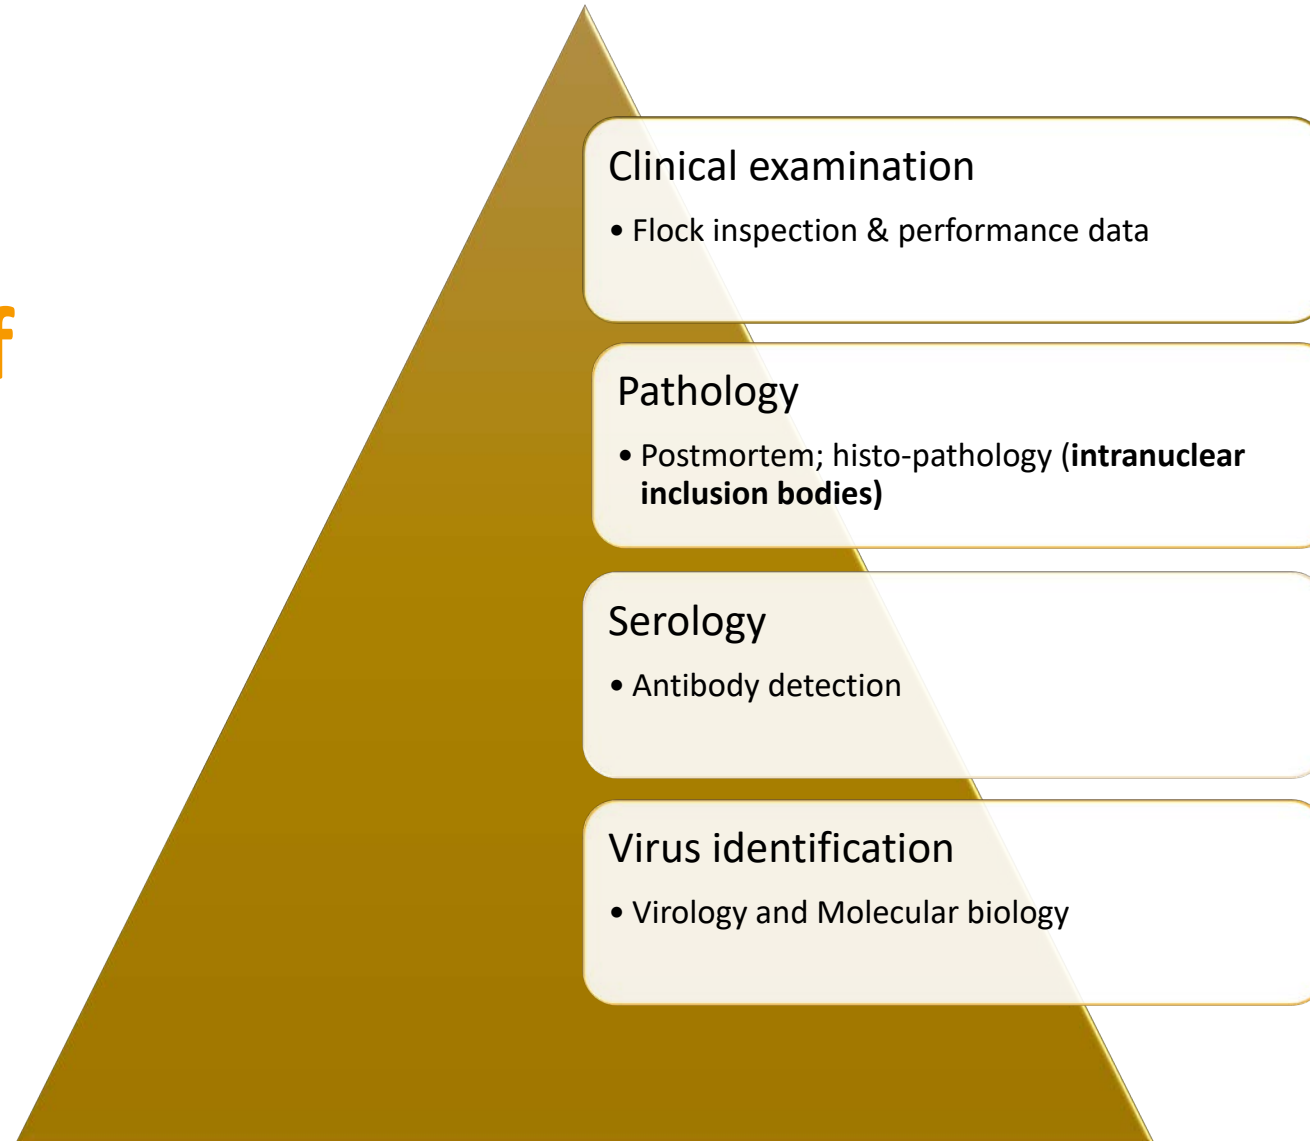 f
Clinical examination
• Flock inspection & performance data
Pathology
• Postmortem; histo-pathology (intranuclear
inclusion bodies)
Serology
• Antibody detection
Virus identification
• Virology and Molecular biology